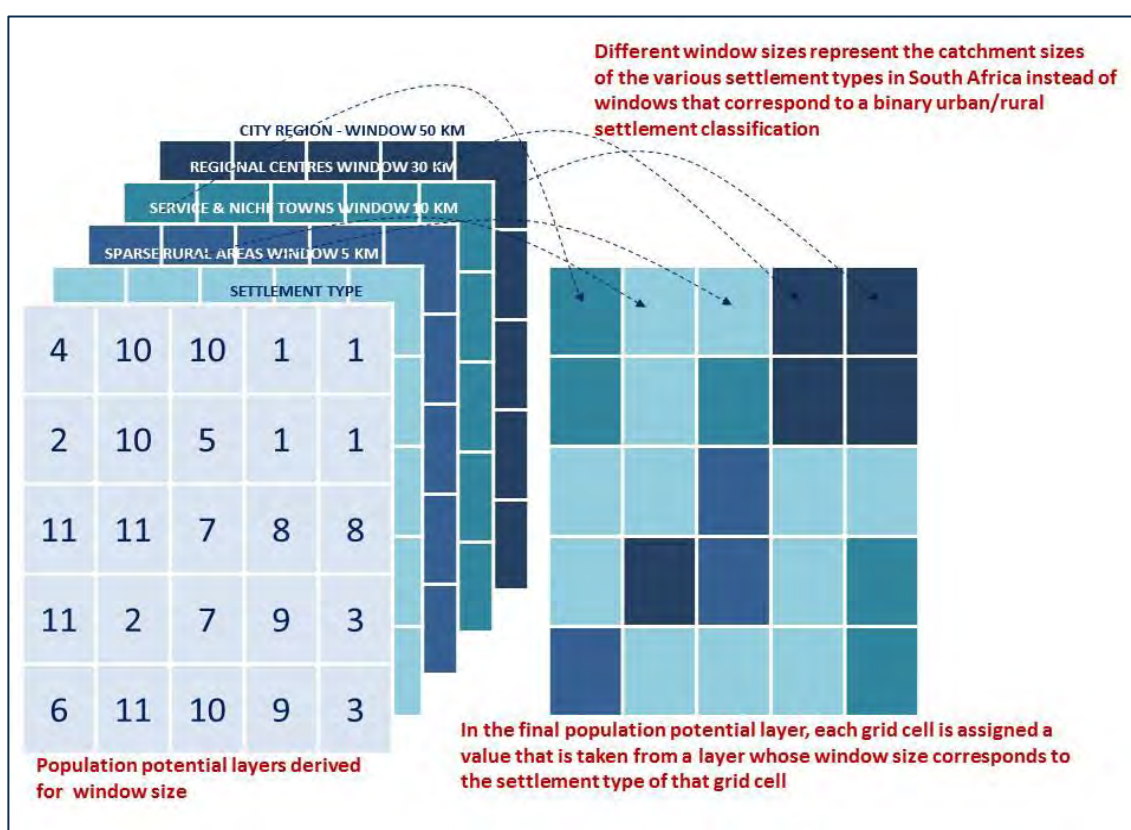 Different window sizes represent the catchment sizes
of the various settlement types in South Africa instead of
windows that correspond to a binary urban/rural
settlement classification
CITY REGION - WINDOW 50 KM
REGIONAL CENTRES WINDOW 30 KM
SERVICE & NICHE TOWNS WINDOW 10 KM
SPARSE RURAL AREAS WINDOW 5 KM
SETTLEMENT TYPE
4 10 10 1 1
2 10 5 1 1
11 11 7 8 8
11 2 7 9 3
6 11 10 9 3
Population potential layers derived
for window size
In the final population potential layer, each grid cell is assigned a
value that is taken from a layer whose window size corresponds to
the settlement type of that grid cell